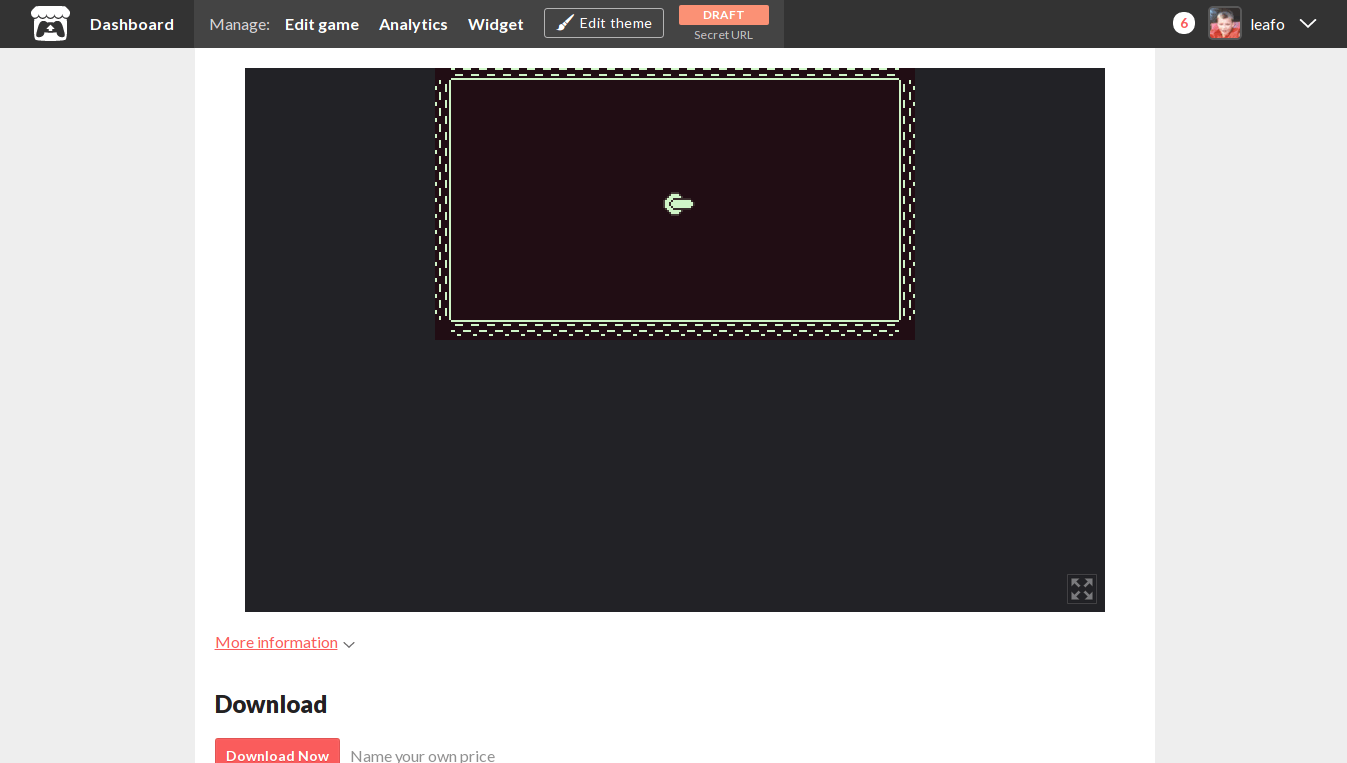 Dashboard
Manage: Edit game Analytics Widget Edit theme DRAFT
Secret URL
6 leafo
More information
Download
Download Now Name your own price